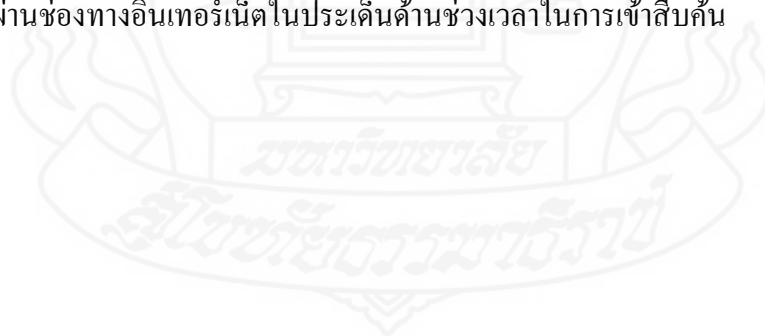 ผ่านช่องทางอินเทอร์เน็ตในประเด็นด้านช่วงเวลาในการเข้าสืบค้น
มหาวิทยาลัย
สุโขทัยธรรมาธิราช